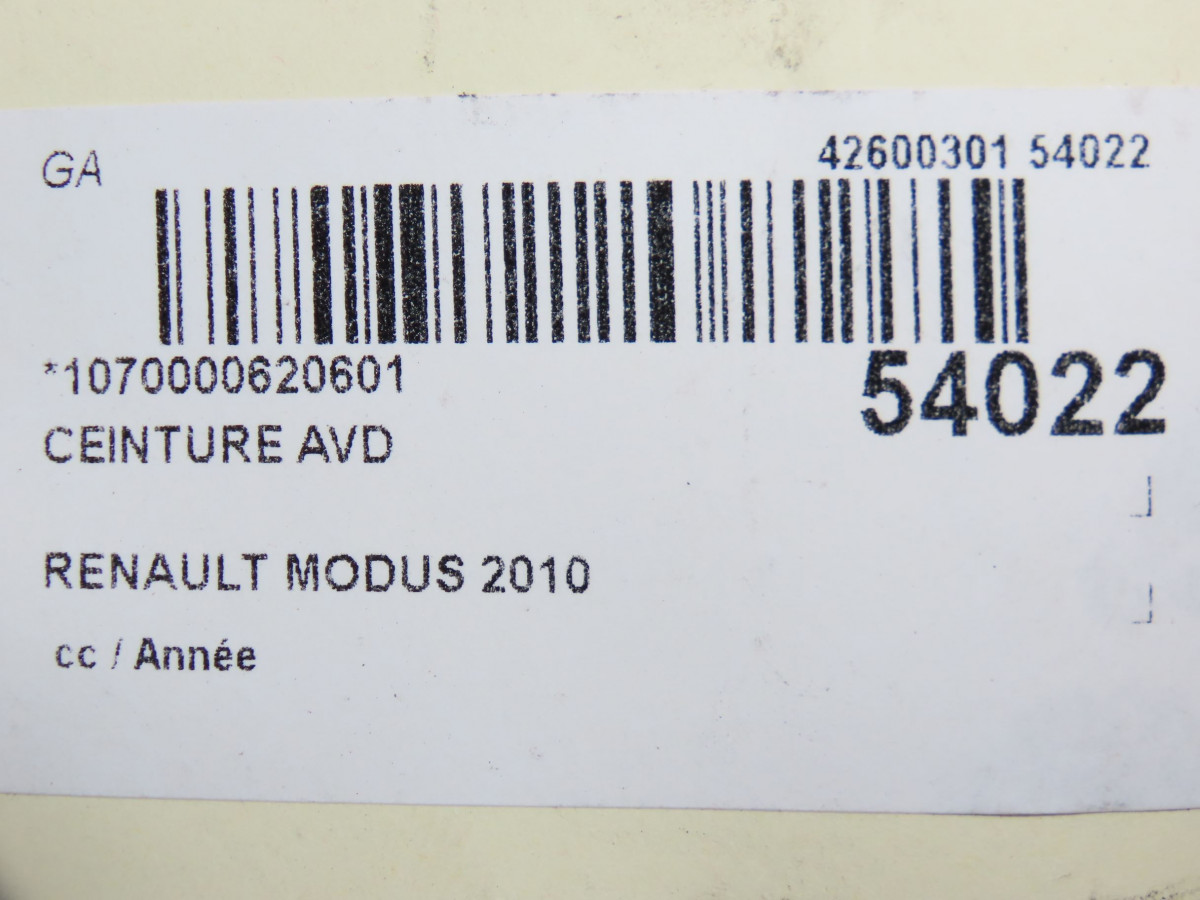 GA
42600301 54022
*1070000620601
54022
CEINTURE AVD
RENAULT MODUS 2010
cc / Année